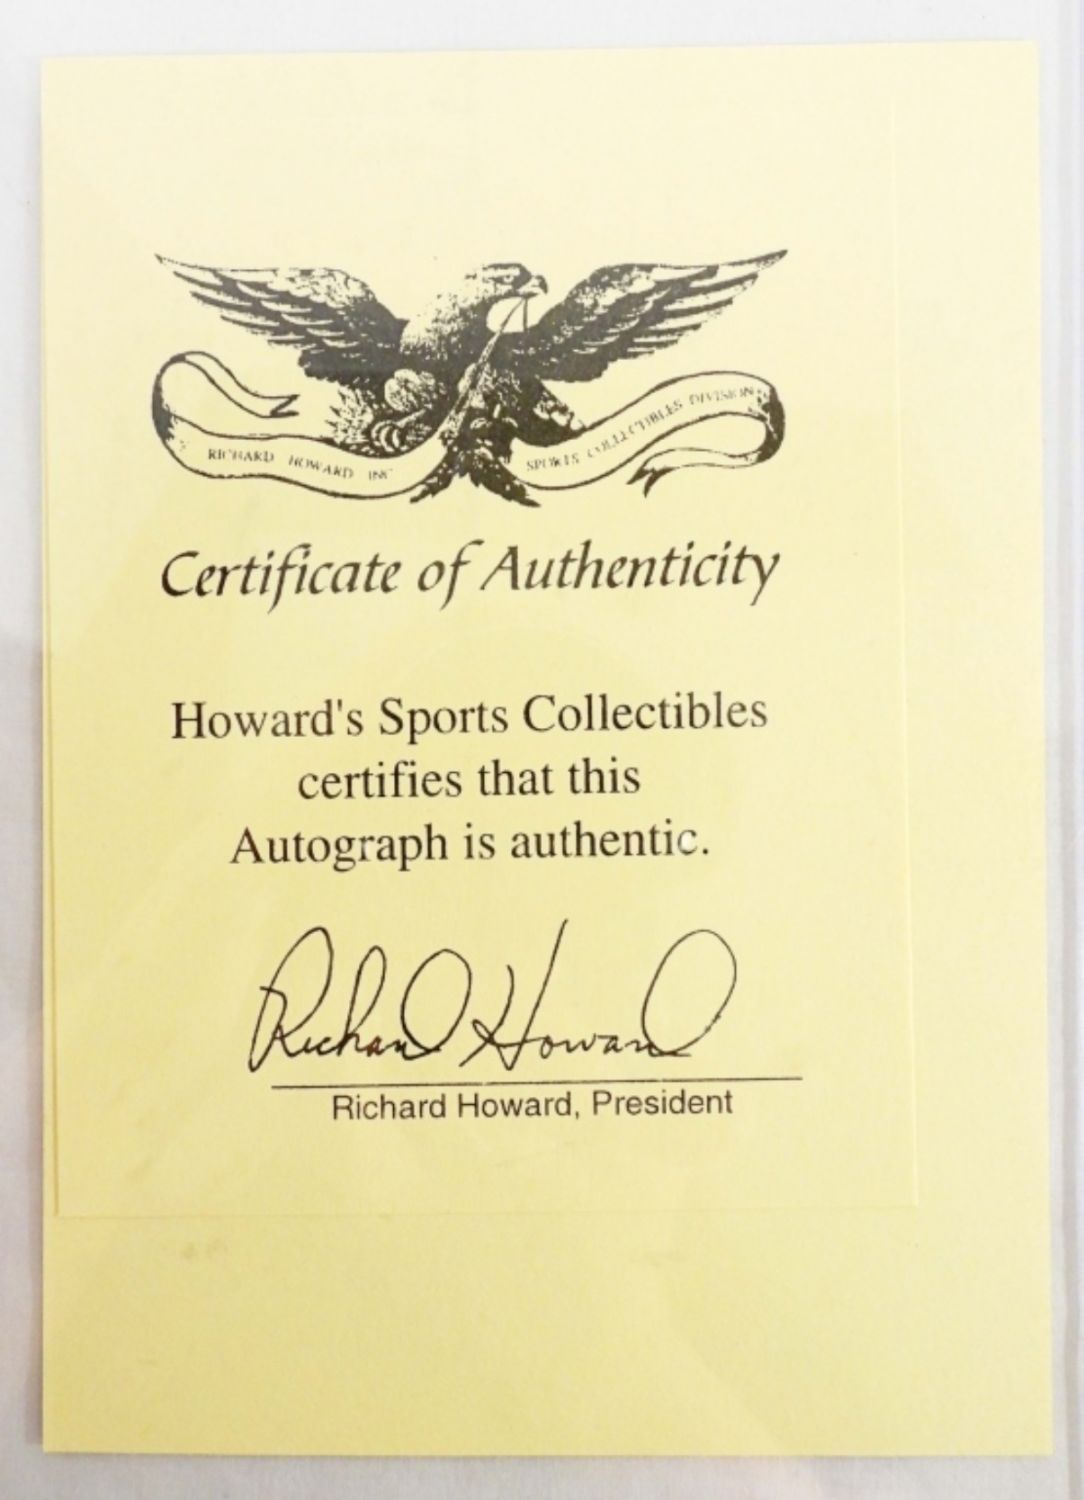 RICHARD HOWARD INC
SPORTS COLLECTIBLES DIVISION
Certificate of Authenticity
Howard's Sports Collectibles
certifies that this
Autograph is authentic.
Richard Howard
Richard Howard, President